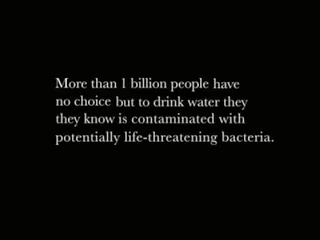 More than 1 billion people have
no choice but to drink water they
they know is contaminated with
potentially life-threatening bacteria.